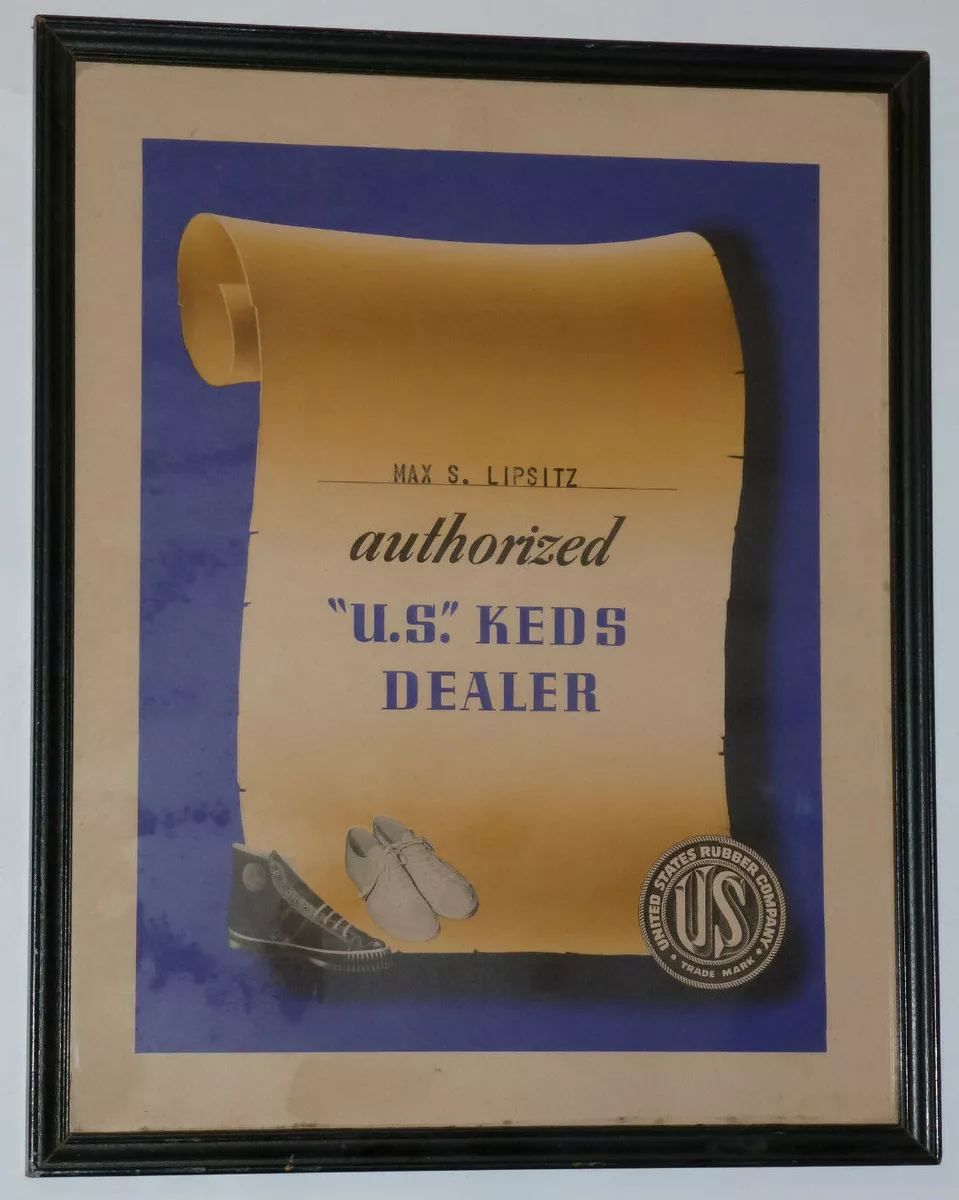 MAX S. LIPSITZ
authorized
"U.S." KEDS
DEALER
UNITED STATES RUBBER COMPANY
US
• TRADE MARK •